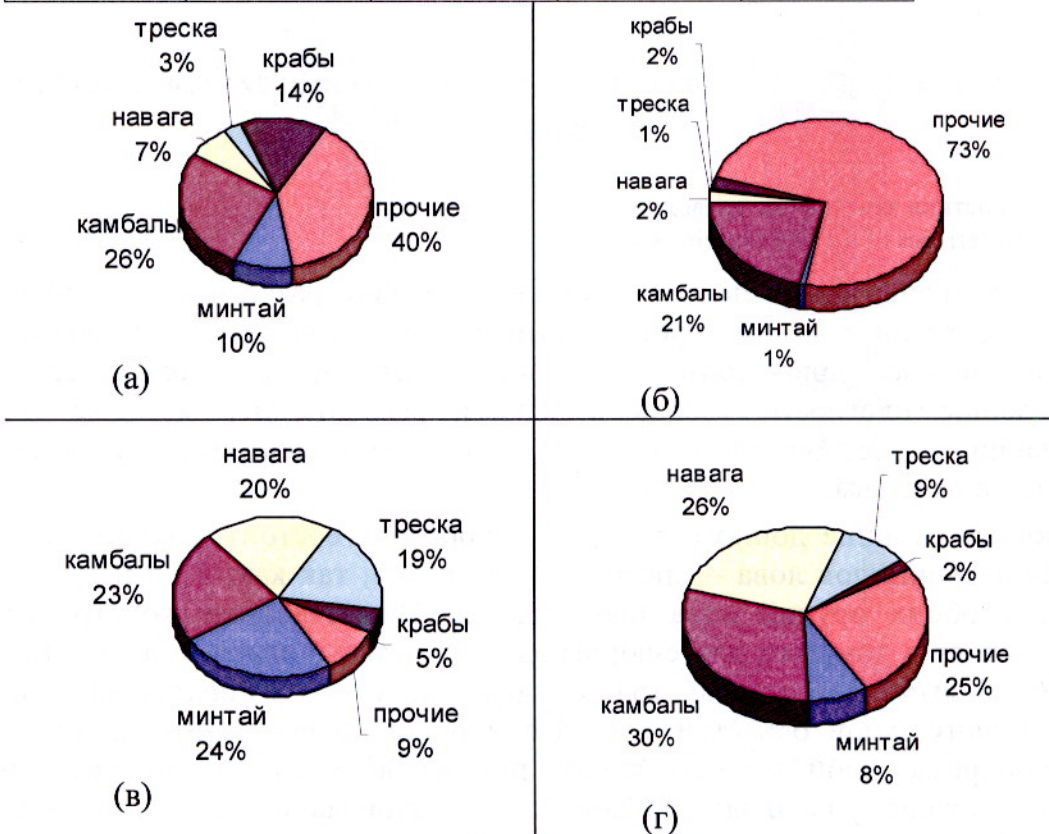 треска
3%
крабы
14%
навага
7%
камбалы
26%
прочие
40%
минтай
10%
(а)
крабы
2%
треска
1%
навага
2%
прочие
73%
камбалы
21%
минтай
1%
(б)
навага
20%
треска
19%
камбалы
23%
крабы
5%
минтай
24%
прочие
9%
(в)
навага
26%
треска
9%
крабы
2%
прочие
25%
камбалы
30%
минтай
8%
(г)